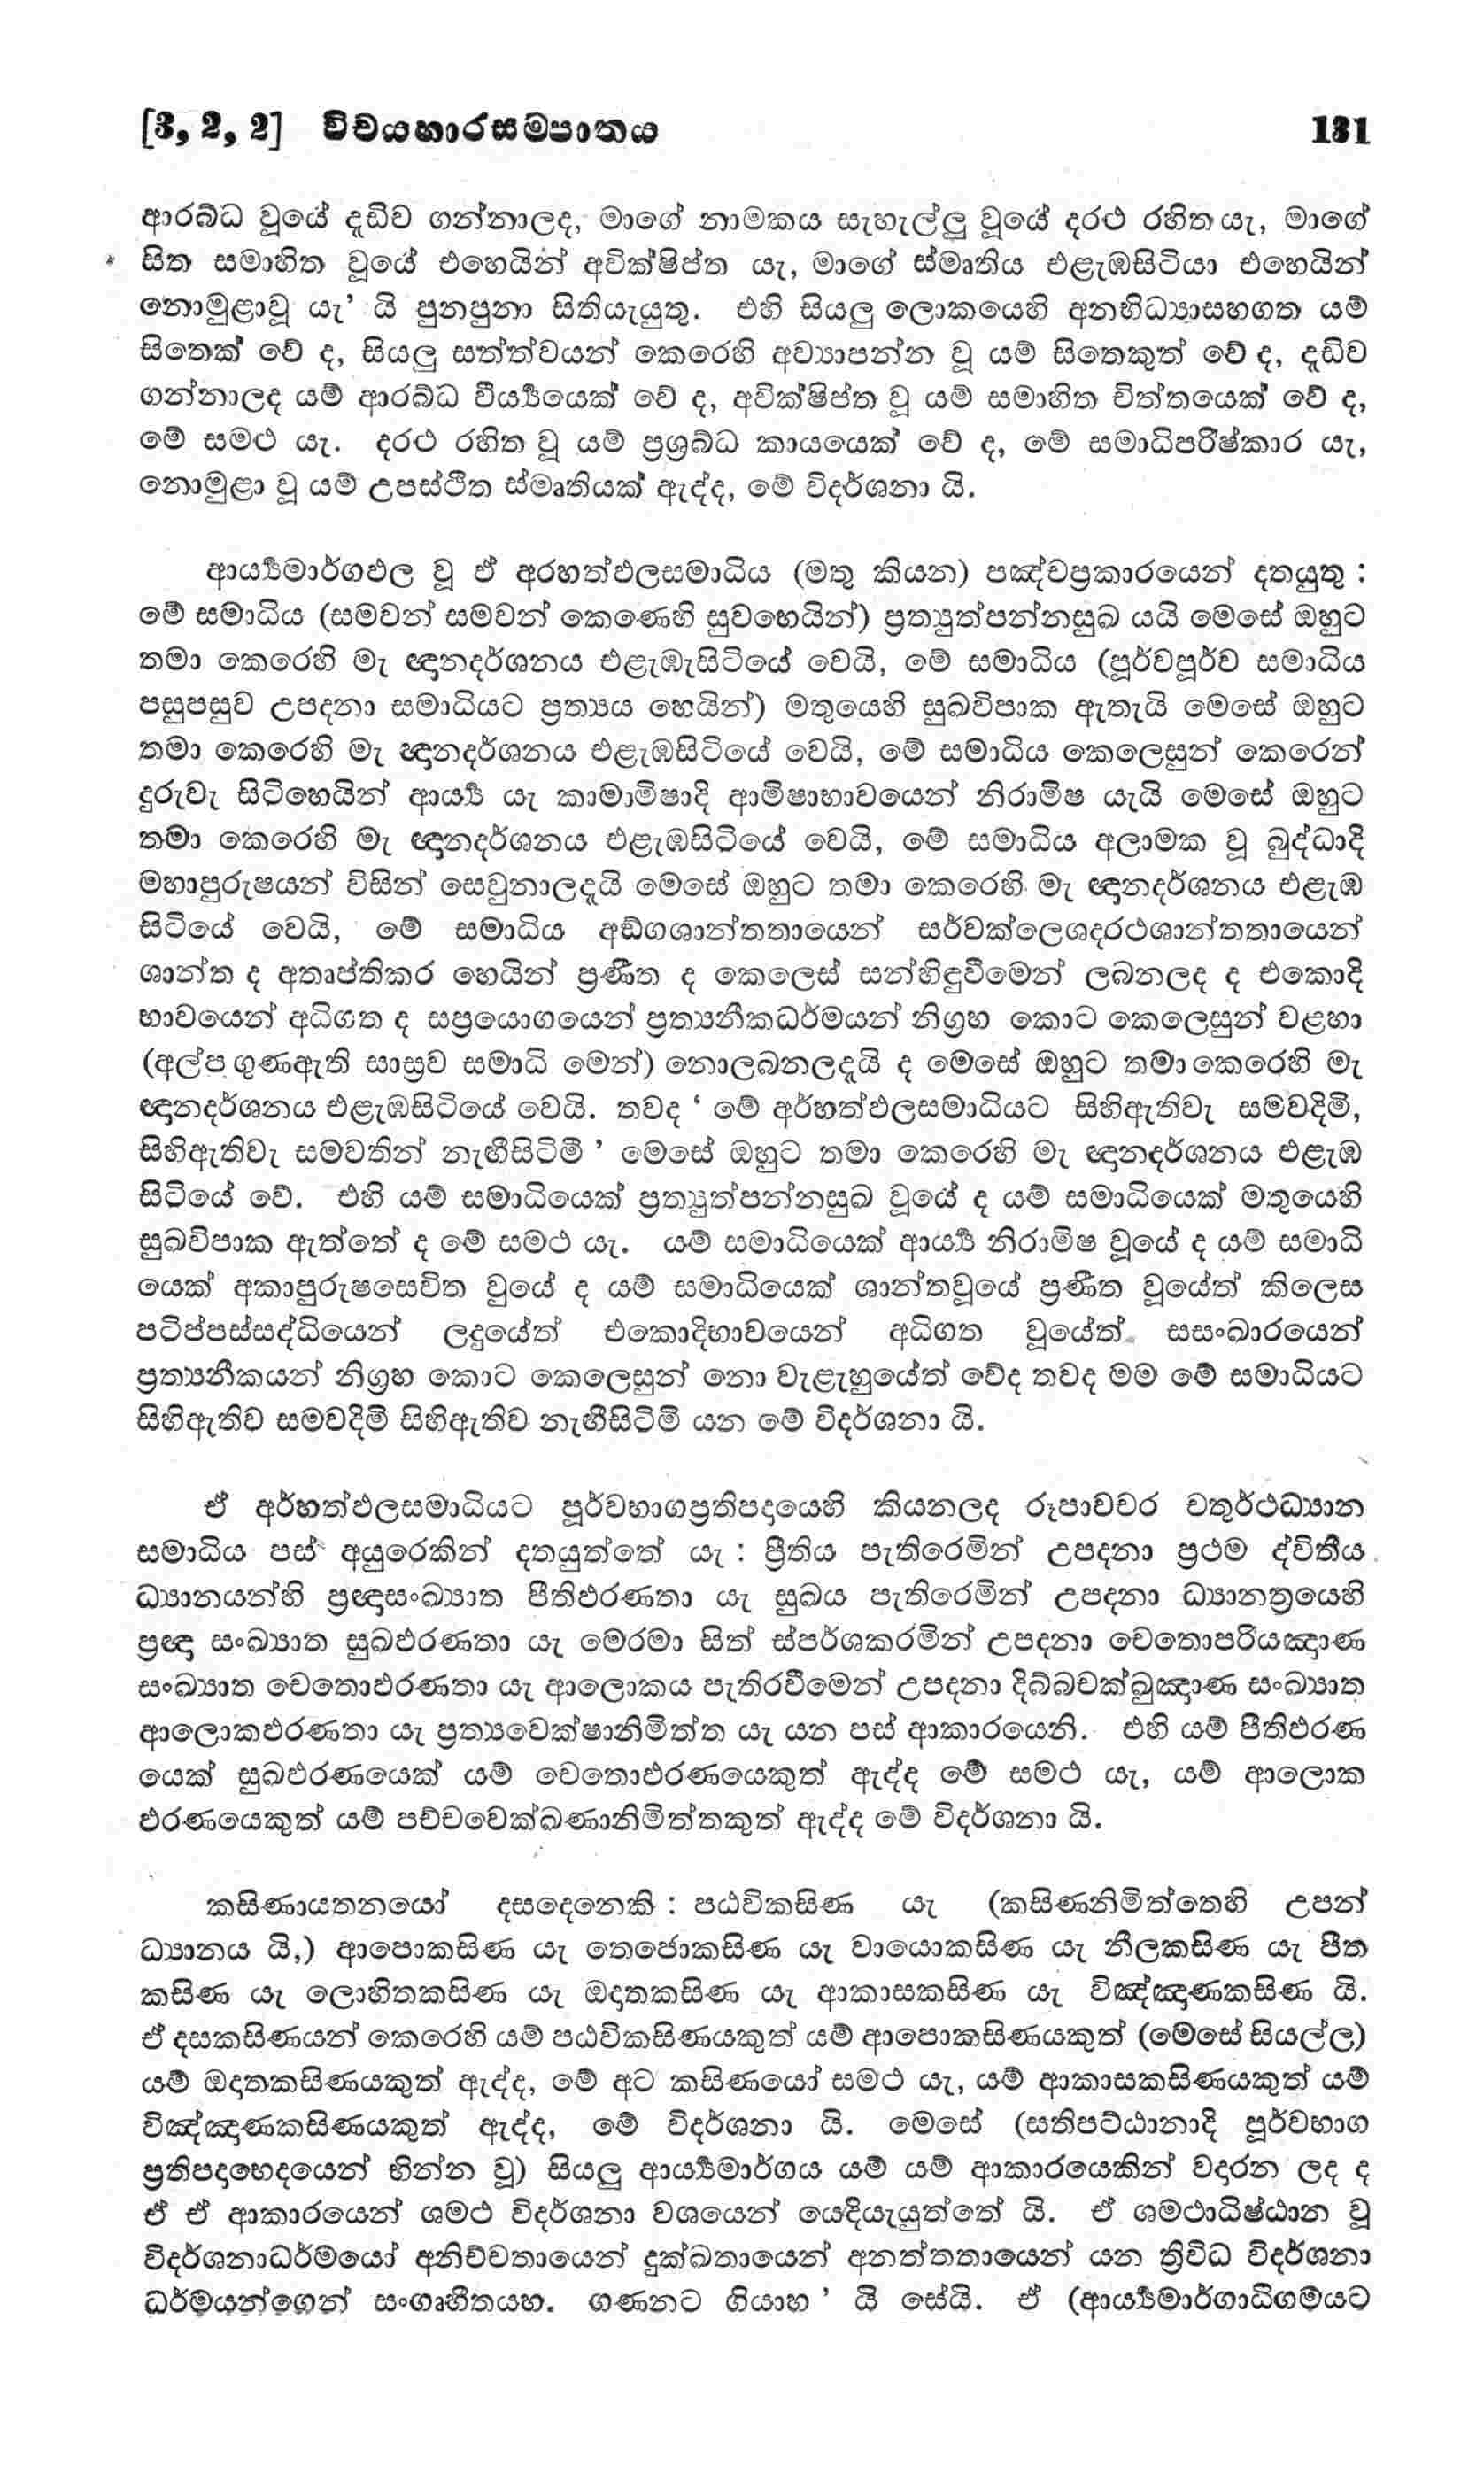 [3, 2, 2] විචයහාරසම්පාතය 131
ආරබ්ධ වූයේ දැඩිව ගන්නාලද, මාගේ නාමකය සැහැල්ලු වූයේ දරළු රහිත යැ, මාගේ
සිත සමාහිත වූයේ එහෙයින් අවික්ෂිප්ත යැ, මාගේ ස්මෘතිය එළැඹසිටියා එහෙයින්
නොමුළාවූ යැ’ යි පුනපුනා සිතියැයුතු. එහි සියලු ලොකයෙහි අනභිධ්‍යාසහගත යම්
සිතෙක් වේ ද, සියලු සත්ත්වයන් කෙරෙහි අව්‍යාපන්න වූ යම් සිතෙකුත් වේ ද, දැඩිව
ගන්නාලද යම් ආරබ්ධ වීර්‍ය්‍යයෙක් වේ ද, අවික්ෂිප්ත වූ යම් සමාහිත චිත්තයෙක් වේ ද,
මේ සමළු යැ. දරළු රහිත වූ යම් ප්‍රශ්‍රබ්ධ කායයෙක් වේ ද, මේ සමාධිපරිෂ්කාර යැ,
නොමුළා වූ යම් උපස්ථිත ස්මෘතියක් ඇද්ද, මේ විදර්ශනා යි.
ආර්‍ය්‍යමාර්ගඵල වූ ඒ අරහත්ඵලසමාධිය (මතු කියන) පඤ්චප්‍රකාරයෙන් දතයුතු :
මේ සමාධිය (සමවන් සමවන් කෙණෙහි සුවහෙයින්) ප්‍රත්‍යුත්පන්නසුඛ යයි මෙසේ ඔහුට
තමා කෙරෙහි මැ ඥානදර්ශනය එළැඹැසිටියේ වෙයි, මේ සමාධිය (පූර්වපූර්ව සමාධිය
පසුපසුව උපදනා සමාධියට ප්‍රත්‍යය හෙයින්) මතුයෙහි සුඛවිපාක ඇතැයි මෙසේ ඔහුට
තමා කෙරෙහි මැ ඥානදර්ශනය එළැඹසිටියේ වෙයි, මේ සමාධිය කෙලෙසුන් කෙරෙන්
දුරුවැ සිටිහෙයින් ආර්‍ය්‍ය යැ කාමාමිෂාදි ආමිෂාභාවයෙන් නිරාමිෂ යැයි මෙසේ ඔහුට
තමා කෙරෙහි මැ ඥානදර්ශනය එළැඹසිටියේ වෙයි, මේ සමාධිය අලාමක වූ බුද්ධාදි
මහාපුරුෂයන් විසින් සෙවුනාලදැයි මෙසේ ඔහුට තමා කෙරෙහි මැ ඥානදර්ශනය එළැඹ
සිටියේ වෙයි, මේ සමාධිය අඩ්ගශාන්තතායෙන් සර්වක්ලෙශදරථශාන්තතායෙන්
ශාන්ත ද අතෘප්තිකර හෙයින් ප්‍රණීත ද කෙලෙස් සන්හිඳුවීමෙන් ලබනලද ද එකොදි
භාවයෙන් අධිගත ද සප්‍රයොගයෙන් ප්‍රත්‍යනීකධර්මයන් නිග්‍රහ කොට කෙලෙසුන් වළහා
(අල්ප ගුණඇති සාස්‍රව සමාධි මෙන්) නොලබනලදැයි ද මෙසේ ඔහුට තමා කෙරෙහි මැ
ඥානදර්ශනය එළැඹසිටියේ වෙයි. තවද ‘ මේ අර්හත්ඵලසමාධියට සිහිඇතිවැ සමවදිමි,
සිහිඇතිවැ සමවතින් නැඟීසිටිමි ’ මෙසේ ඔහුට තමා කෙරෙහි මැ ඥානදර්ශනය එළැඹ
සිටියේ වේ. එහි යම් සමාධියෙක් ප්‍රත්‍යුත්පන්නසුඛ වූයේ ද යම් සමාධියෙක් මතුයෙහි
සුඛවිපාක ඇත්තේ ද මේ සමථ යැ. යම් සමාධියෙක් ආර්‍ය්‍ය නිරාමිෂ වූයේ ද යම් සමාධි
යෙක් අකාපුරුෂසෙවිත වුයේ ද යම් සමාධියෙක් ශාන්තවූයේ ප්‍රණීත වූයේත් කිලෙස
පටිප්පස්සද්ධියෙන් ලදුයේත් එකොදිභාවයෙන් අධිගත වූයේත් සසංඛාරයෙන්
ප්‍රත්‍යනීකයන් නිග්‍රහ කොට කෙලෙසුන් නො වැළැහුයේත් වේද තවද මම මේ සමාධියට
සිහිඇතිව සමවදිමි සිහිඇතිව නැඟීසිටිමි යන මේ විදර්ශනා යි.
ඒ අර්හත්ඵලසමාධියට පූර්වභාගප්‍රතිපදායෙහි කියනලද රූපාවචර චතුර්ථධ්‍යාන
සමාධිය පස් අයුරෙකින් දතයුත්තේ යැ : ප්‍රීතිය පැතිරෙමින් උපදනා ප්‍රථම ද්විතීය
ධ්‍යානයන්හි ප්‍රඥාසංඛ්‍යාත පීතිඵරණතා යැ සුඛය පැතිරෙමින් උපදනා ධ්‍යානත්‍රයෙහි
ප්‍රඥා සංඛ්‍යාත සුඛඵරණතා යැ මෙරමා සිත් ස්පර්ශකරමින් උපදනා චෙතොපරියඤාණ
සංඛ්‍යාත චෙතොඵරණතා යැ ආලොකය පැතිරවීමෙන් උපදනා දිබ්බචක්ඛුඤාණ සංඛ්‍යාත
ආලොකඵරණතා යැ ප්‍රත්‍යවෙක්ෂානිමිත්ත යැ යන පස් ආකාරයෙනි. එහි යම් පීතිඵරණ
යෙක් සුඛඵරණයෙක් යම් චෙතොඵරණයෙකුත් ඇද්ද මේ සමථ යැ, යම් ආලොක
ඵරණයෙකුත් යම් පච්චවෙක්ඛණානිමිත්තකුත් ඇද්ද මේ විදර්ශනා යි.
කසිණායතනයෝ දසදෙනෙකි : පඨවිකසිණ යැ (කසිණනිමිත්තෙහි උපන්
ධ්‍යානය යි,) ආපොකසිණ යැ තෙජොකසිණ යැ වායොකසිණ යැ නීලකසිණ යැ පීත
කසිණ යැ ලොහිතකසිණ යැ ඔදාතකසිණ යැ ආකාසකසිණ යැ විඤ්ඤාණකසිණ යි.
ඒ දසකසිණයන් කෙරෙහි යම් පඨවිකසිණයකුත් යම් ආපොකසිණයකුත් (මෙසේ සියල්ල)
යම් ඔදාතකසිණයකුත් ඇද්ද, මේ අට කසිණයෝ සමථ යැ, යම් ආකාසකසිණයකුත් යම්
විඤ්ඤාණකසිණයකුත් ඇද්ද, මේ විදර්ශනා යි. මෙසේ (සතිපට්ඨානාදි පූර්වභාග
ප්‍රතිපදාභෙදයෙන් භින්න වූ) සියලු ආර්‍ය්‍යමාර්ගය යම් යම් ආකාරයෙකින් වදාරන ලද ද
ඒ ඒ ආකාරයෙන් ශමථ විදර්ශනා වශයෙන් යෙදියැයුත්තේ යි. ඒ ශමථාධිෂ්ඨාන වූ
විදර්ශනාධර්මයෝ අනිච්චතායෙන් දුක්ඛතායෙන් අනත්තතායෙන් යන ත්‍රිවිධ විදර්ශනා
ධර්මයන්ගෙන් සංගෘහීතයහ. ගණනට ගියාහ ’ යි සේයි. ඒ (ආර්‍ය්‍යමාර්ගාධිගමයට